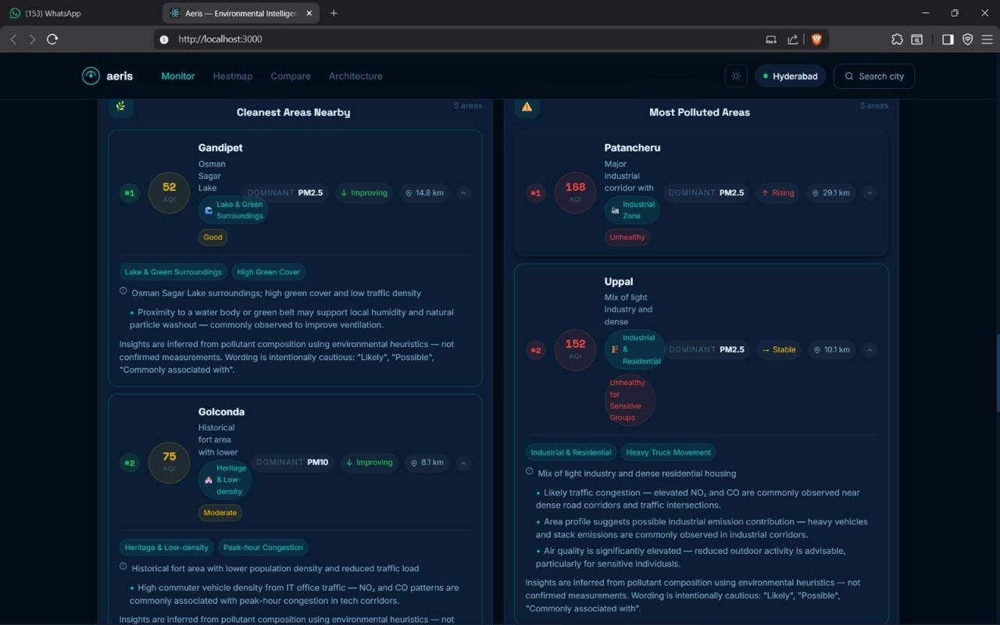 (153) WhatsApp
Aeris — Environmental Intelligen
http://localhost:3000
aeris
Monitor
Heatmap
Compare
Architecture
Hyderabad
Search city
Cleanest Areas Nearby
5 areas
#1
52
AQI
Gandipet
Osman
Sagar
Lake
Lake & Green
Surroundings
Good
DOMINANT PM2.5
↓ Improving
14.8 km
Lake & Green Surroundings
High Green Cover
Osman Sagar Lake surroundings; high green cover and low traffic density
• Proximity to a water body or green belt may support local humidity and natural
particle washout — commonly observed to improve ventilation.
Insights are inferred from pollutant composition using environmental heuristics — not
confirmed measurements. Wording is intentionally cautious: "Likely", "Possible",
"Commonly associated with".
#2
75
AQI
Golconda
Historical
fort area
with lower
Heritage
& Low-
density
Moderate
DOMINANT PM10
↓ Improving
8.1 km
Heritage & Low-density
Peak-hour Congestion
Historical fort area with lower population density and reduced traffic load
• High commuter vehicle density from IT office traffic — NO₂ and CO patterns are
commonly associated with peak-hour congestion in tech corridors.
Insights are inferred from pollutant composition using environmental heuristics — not
Most Polluted Areas
5 areas
#1
168
AQI
Patancheru
Major
industrial
corridor with
Industrial
Zone
Unhealthy
DOMINANT PM2.5
↑ Rising
29.1 km
#2
152
AQI
Uppal
Mix of light
industry and
dense
Industrial
&
Residential
Unhealthy
for
Sensitive
Groups
DOMINANT PM2.5
→ Stable
10.1 km
Industrial & Residential
Heavy Truck Movement
Mix of light industry and dense residential housing
• Likely traffic congestion — elevated NO₂ and CO are commonly observed near
dense road corridors and traffic intersections.
• Area profile suggests possible industrial emission contribution — heavy vehicles
and stack emissions are commonly observed in industrial corridors.
• Air quality is significantly elevated — reduced outdoor activity is advisable,
particularly for sensitive individuals.
Insights are inferred from pollutant composition using environmental heuristics — not
confirmed measurements. Wording is intentionally cautious: "Likely", "Possible",
"Commonly associated with".